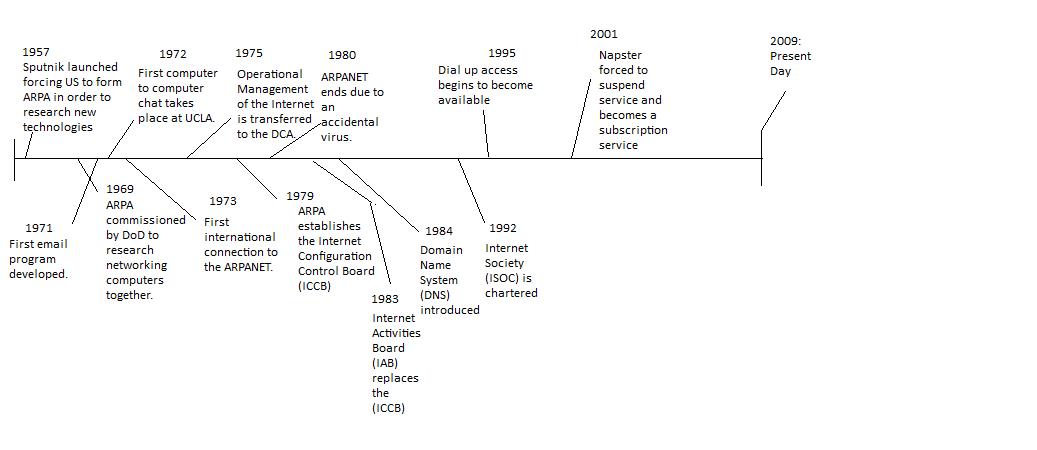 1957
Sputnik launched
forcing US to form
ARPA in order to
research new
technologies
1972
First computer
to computer
chat takes
place at UCLA.
1975
Operational
Management
of the Internet
is transferred
to the DCA.
1980
ARPANET
ends due to
an
accidental
virus.
1995
Dial up access
begins to become
available
2001
Napster
forced to
suspend
service and
becomes a
subscription
service
2009:
Present
Day
1971
First email
program
developed.
1969
ARPA
commissioned
by DoD to
research
networking
computers
together.
1973
First
international
connection to
the ARPANET.
1979
ARPA
establishes
the Internet
Configuration
Control Board
(ICCB)
1983
Internet
Activities
Board
(IAB)
replaces
the
(ICCB)
1984
Domain
Name
System
(DNS)
introduced
1992
Internet
Society
(ISOC) is
chartered